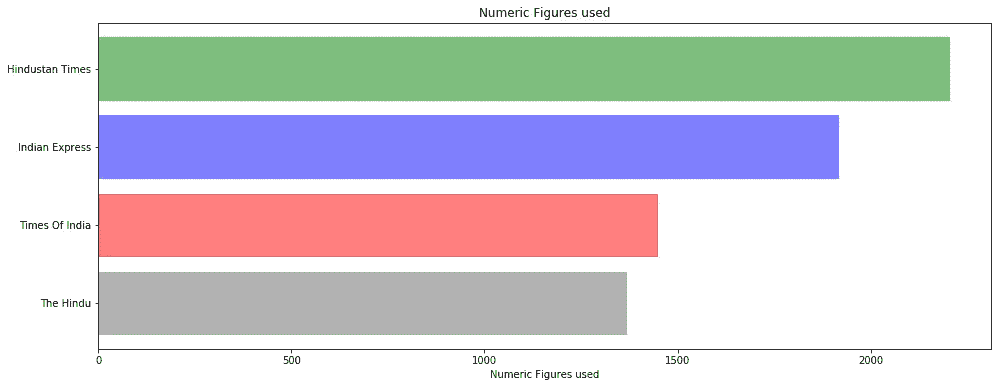 Numeric Figures used
Hindustan Times
Indian Express
Times Of India
The Hindu
0 500 1000 1500 2000
Numeric Figures used